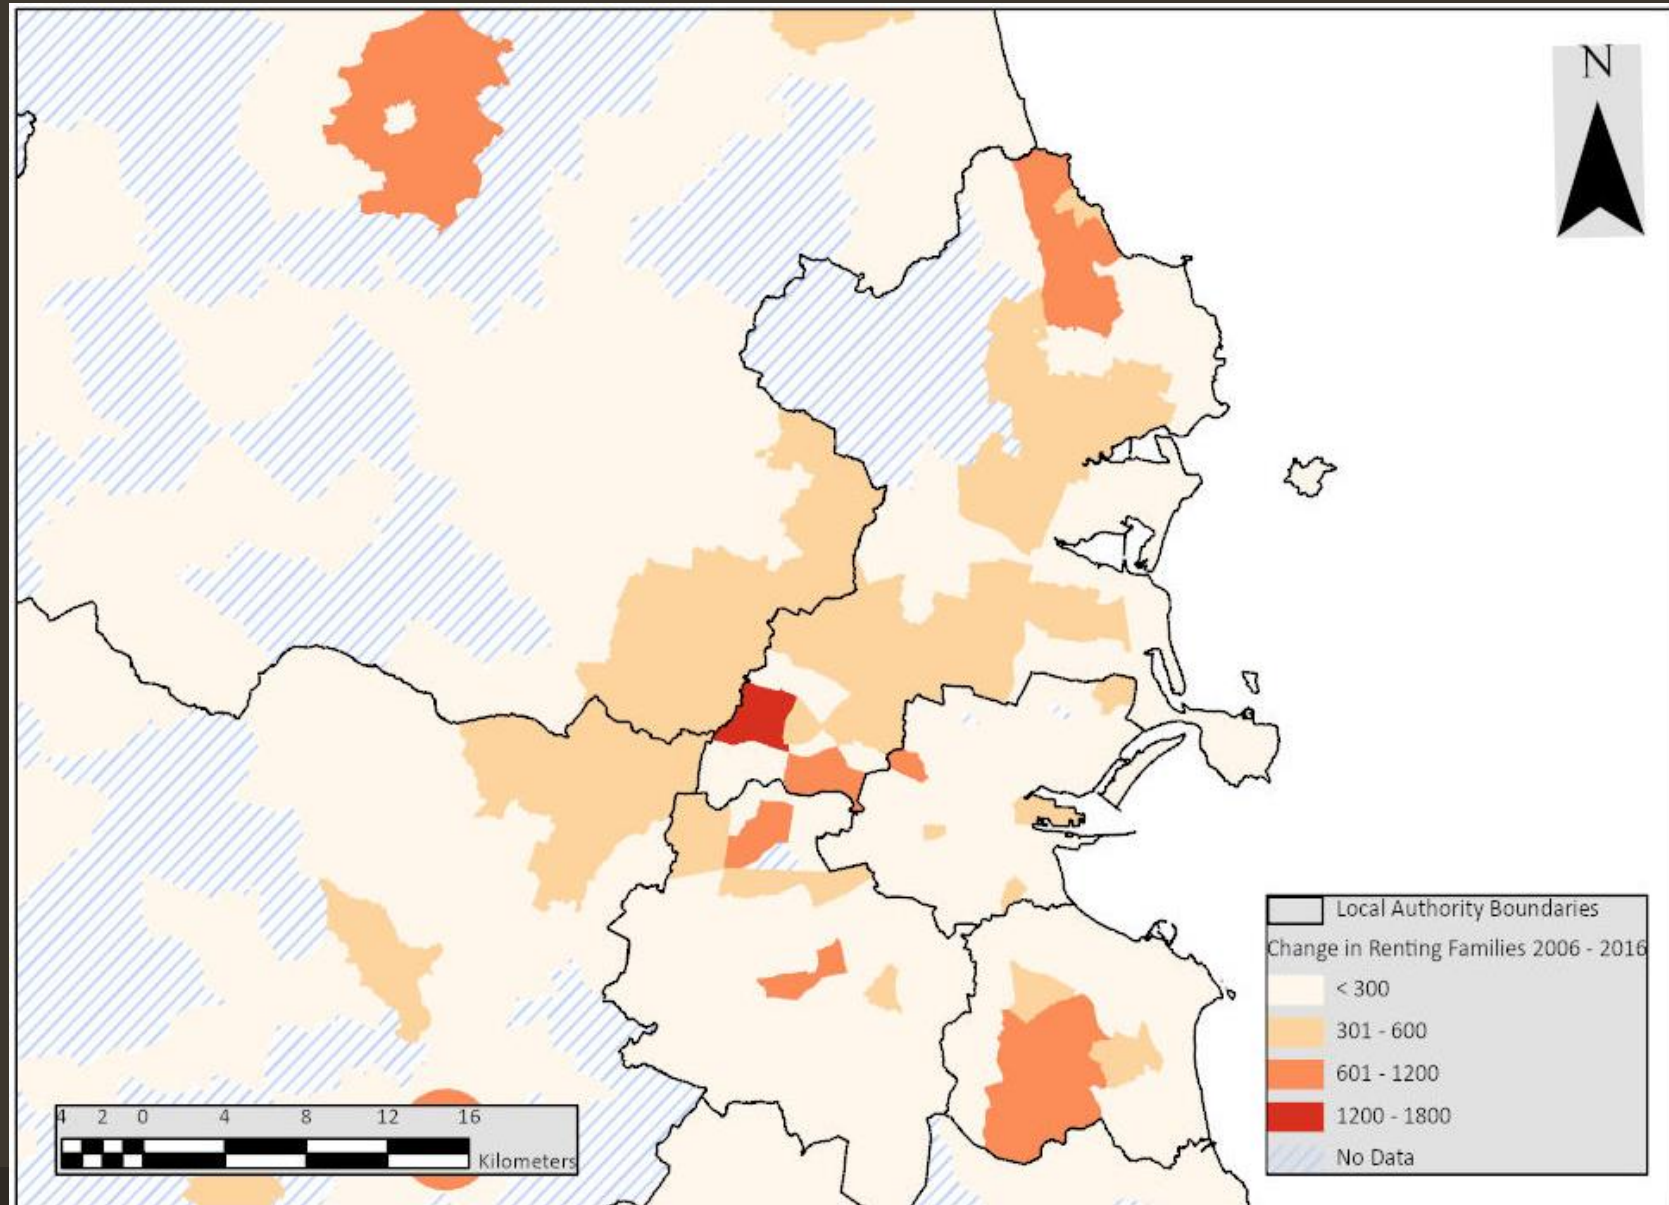 N
Local Authority Boundaries
Change in Renting Families 2006 - 2016
< 300
301 - 600
601 - 1200
1200 - 1800
No Data
4 2 0 4 8 12 16
Kilometers